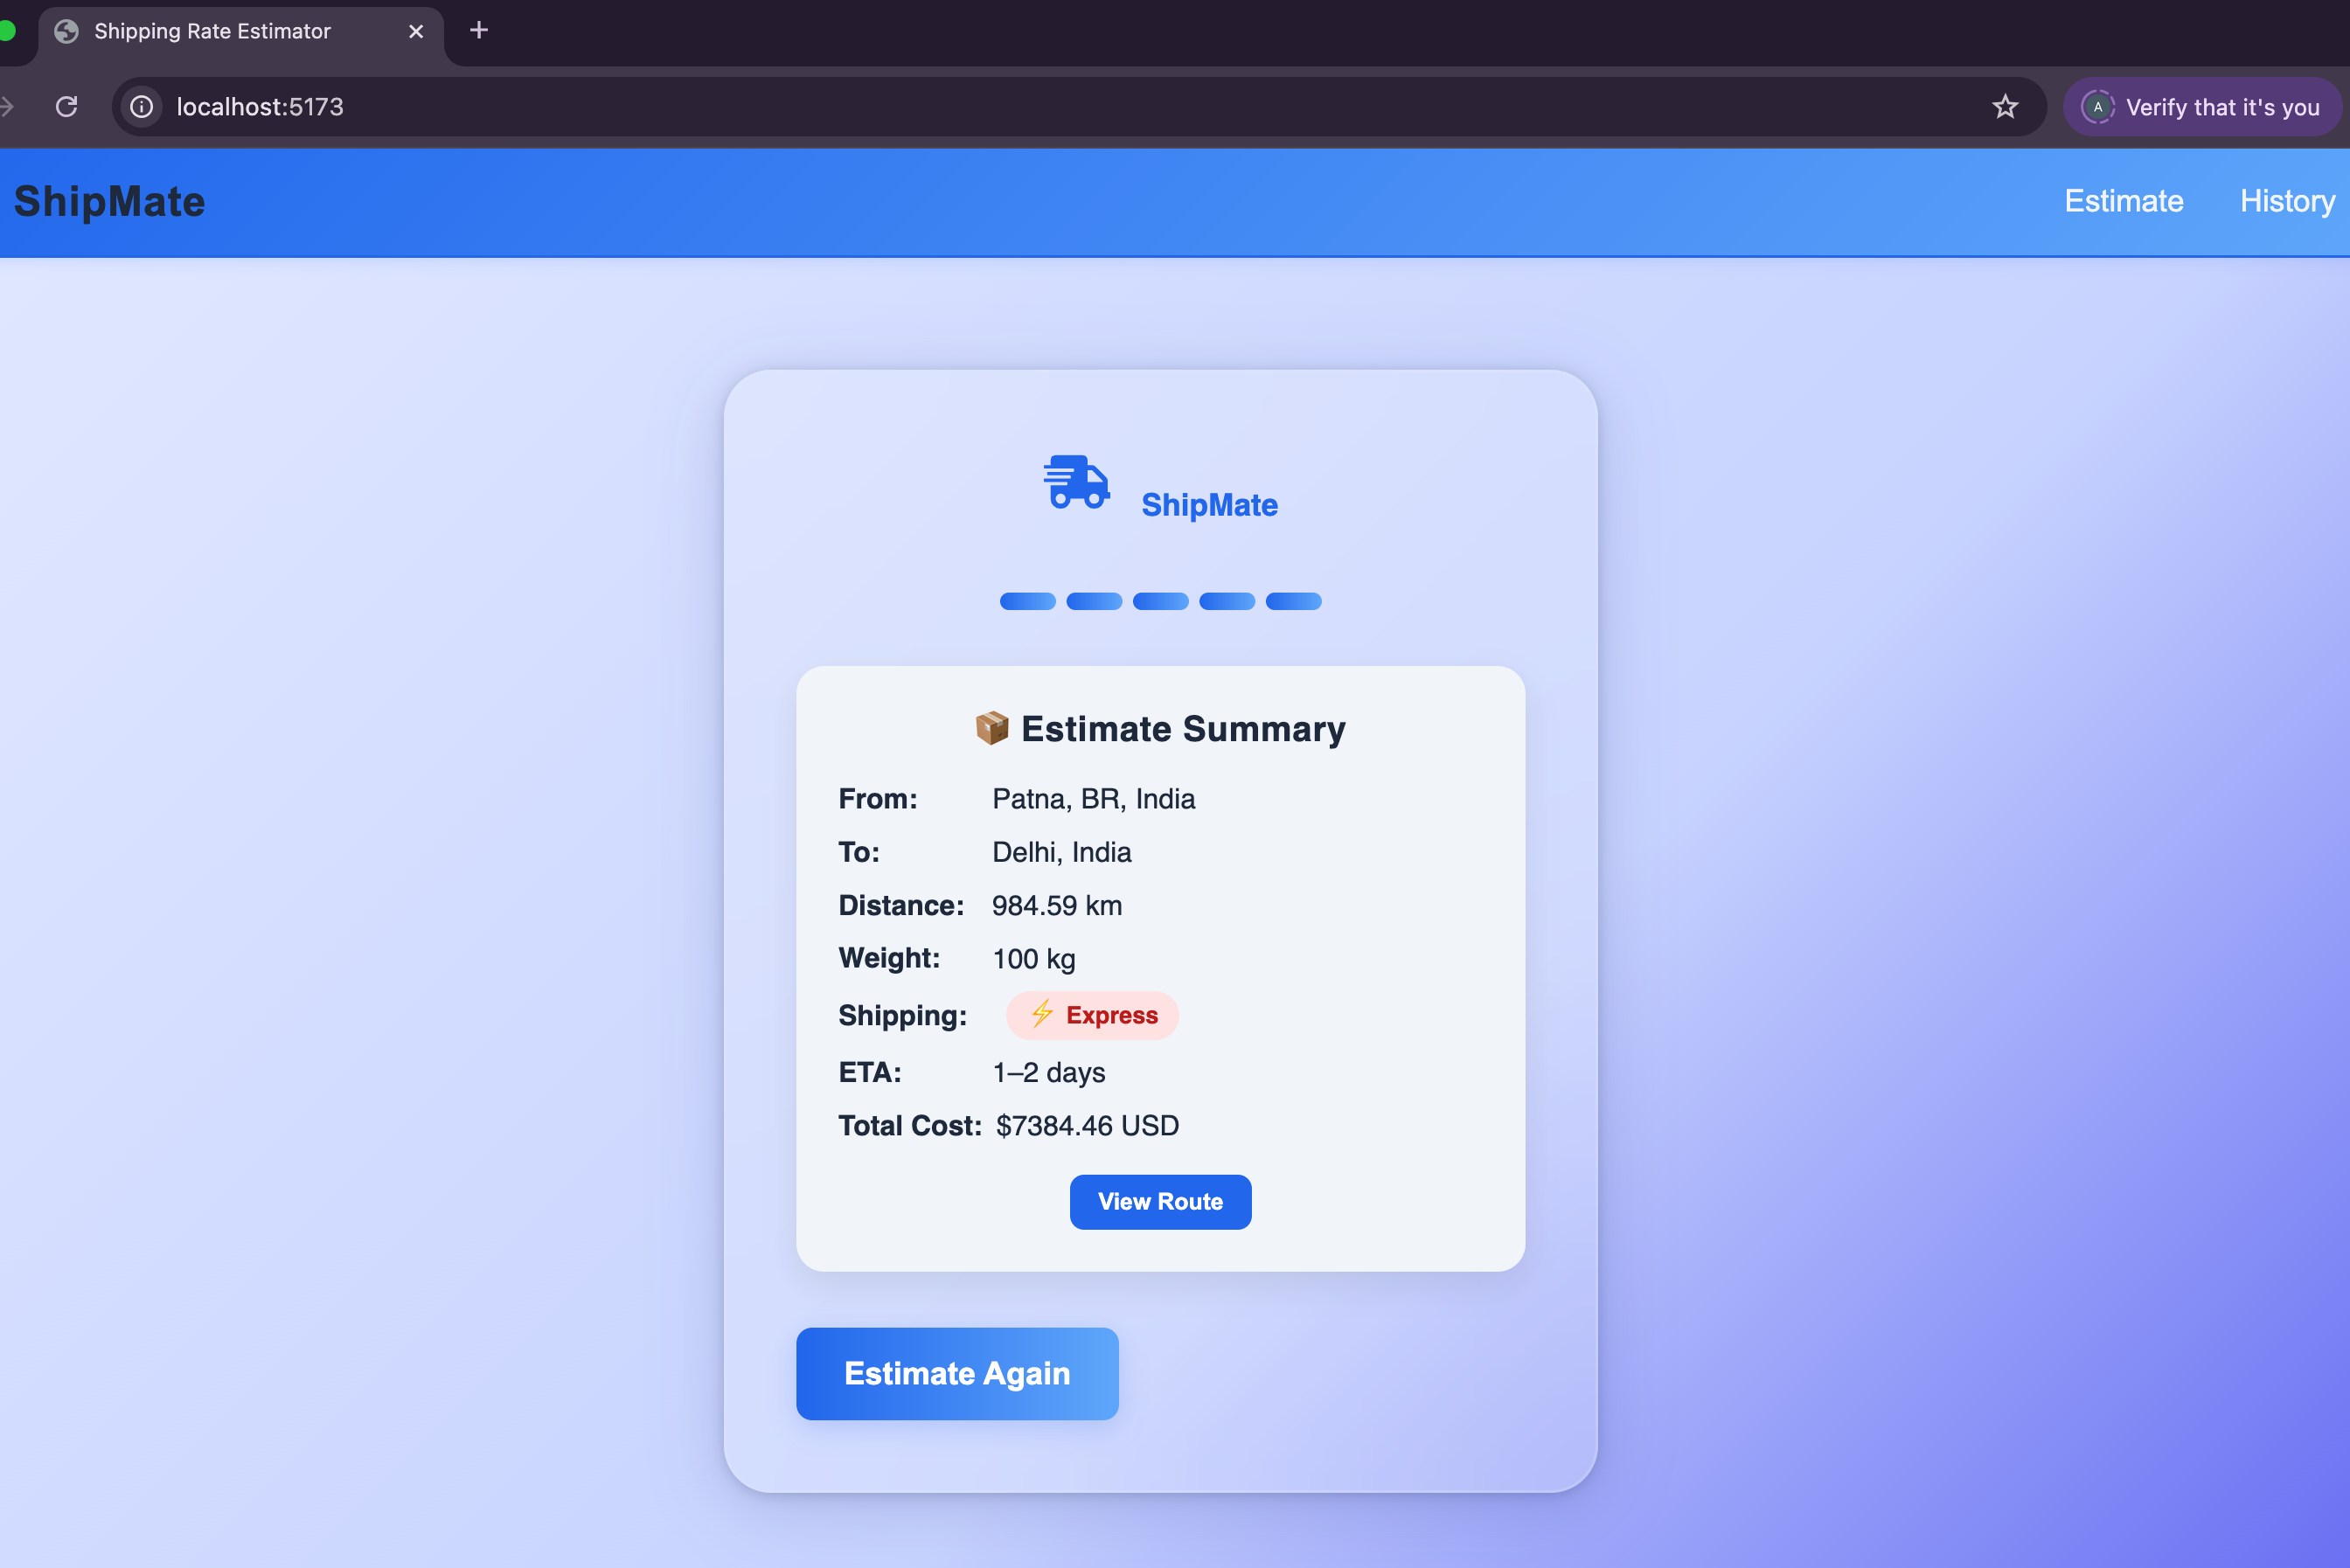 Shipping Rate Estimator
localhost:5173
A Verify that it's you
ShipMate
Estimate History
ShipMate
📦 Estimate Summary
From: Patna, BR, India
To: Delhi, India
Distance: 984.59 km
Weight: 100 kg
Shipping: ⚡ Express
ETA: 1–2 days
Total Cost: $7384.46 USD
View Route
Estimate Again